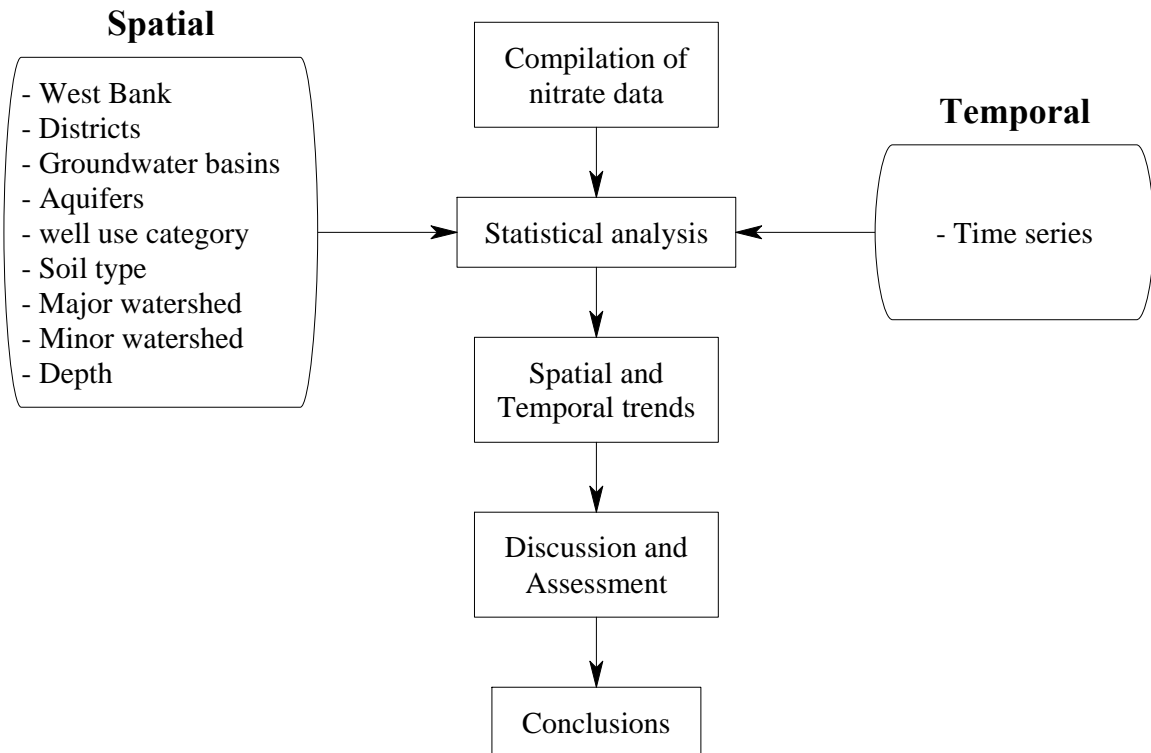 Spatial
- West Bank
- Districts
- Groundwater basins
- Aquifers
- well use category
- Soil type
- Major watershed
- Minor watershed
- Depth
Compilation of
nitrate data
Temporal
- Time series
Statistical analysis
Spatial and
Temporal trends
Discussion and
Assessment
Conclusions